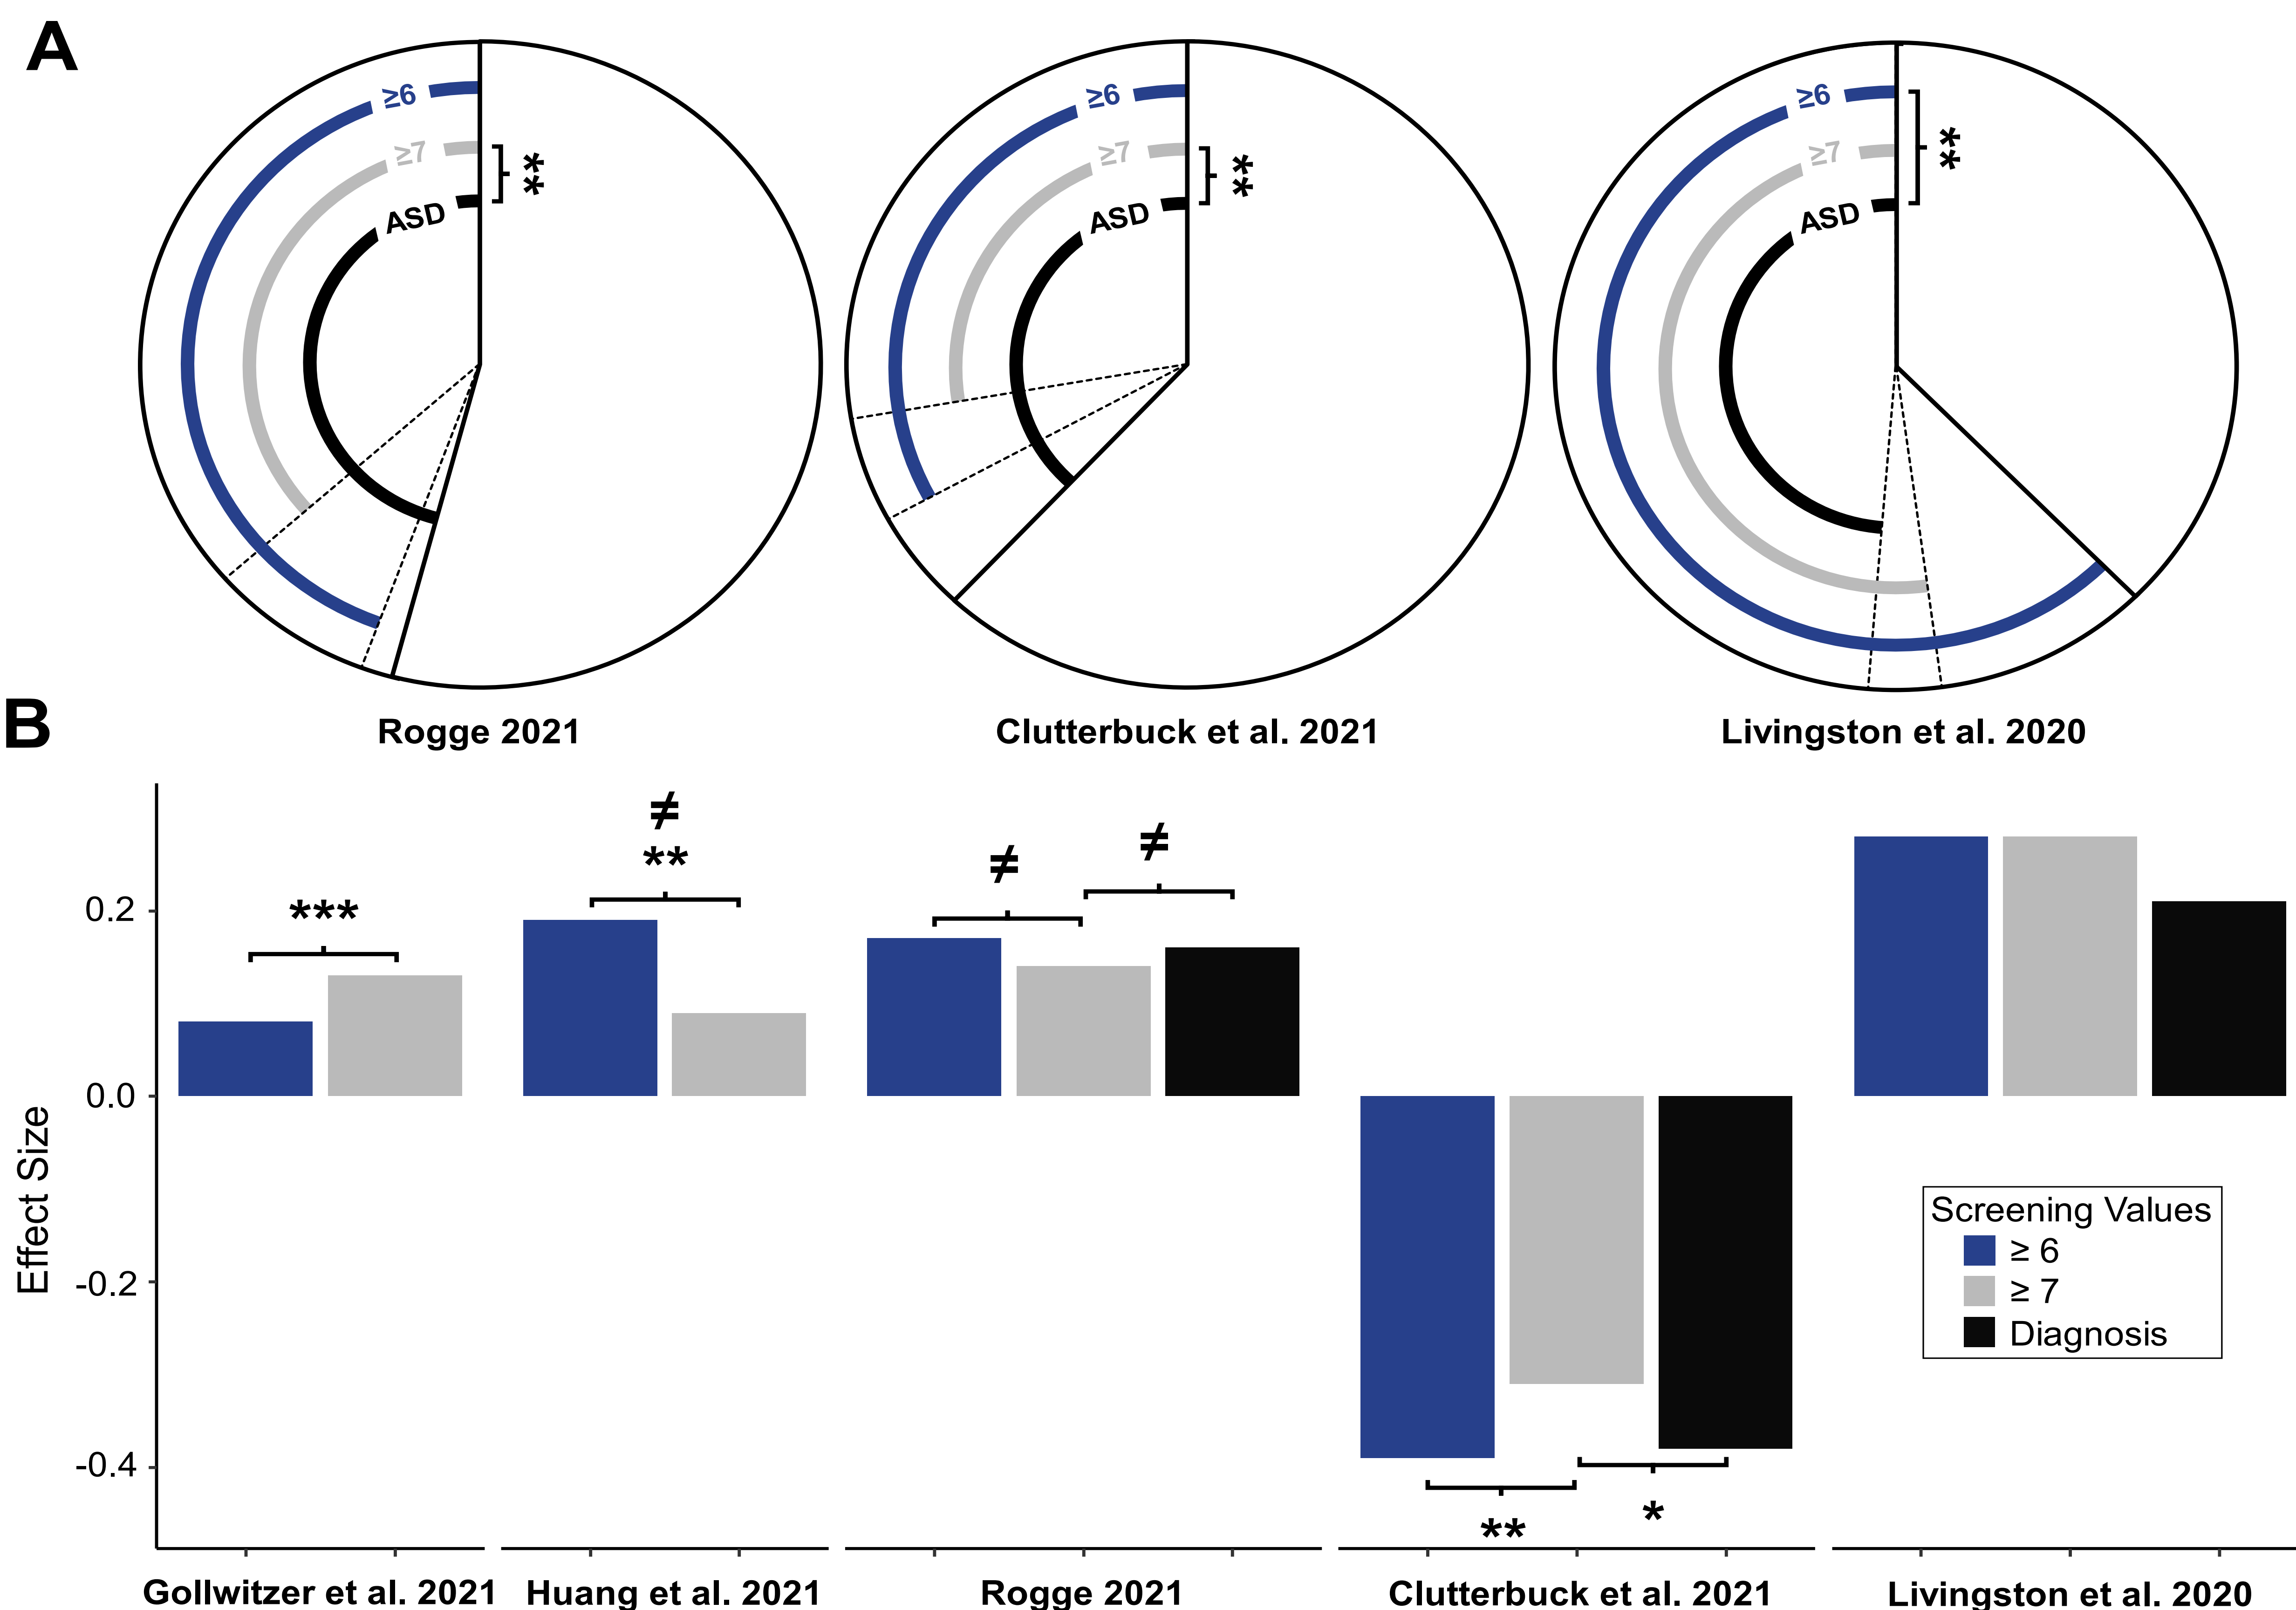 A
≥6
≥7
ASD
**
≥6
≥7
ASD
**
≥6
≥7
ASD
**
Rogge 2021
Clutterbuck et al. 2021
Livingston et al. 2020
B
Effect Size
0.2
0.0
-0.2
-0.4
***
≠
**
≠
≠
**
*
Screening Values
≥ 6
≥ 7
Diagnosis
Gollwitzer et al. 2021
Huang et al. 2021
Rogge 2021
Clutterbuck et al. 2021
Livingston et al. 2020